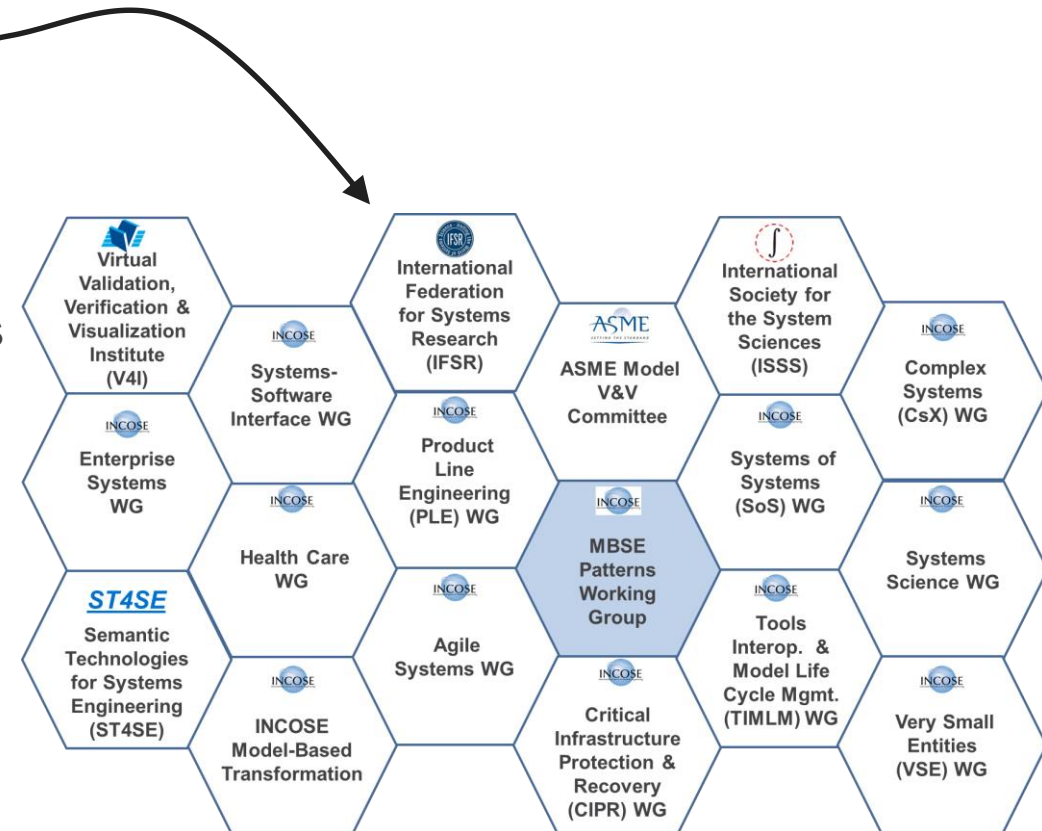 Virtual
Validation,
Verification &
Visualization
Institute
(V4I)
INCOSE
Enterprise
Systems
WG
ST4SE
Semantic
Technologies
for Systems
Engineering
(ST4SE)
INCOSE
Systems-
Software
Interface WG
INCOSE
Health Care
WG
INCOSE
INCOSE
Model-Based
Transformation
IFSR
International
Federation
for Systems
Research
(IFSR)
INCOSE
Product
Line
Engineering
(PLE) WG
INCOSE
Agile
Systems WG
ASME
SETTING THE STANDARD
ASME Model
V&V
Committee
INCOSE
MBSE
Patterns
Working
Group
INCOSE
Critical
Infrastructure
Protection &
Recovery
(CIPR) WG
∫
International
Society for
the System
Sciences
(ISSS)
INCOSE
Systems of
Systems
(SoS) WG
INCOSE
Tools
Interop. &
Model Life
Cycle Mgmt.
(TIMLM) WG
INCOSE
Complex
Systems
(CsX) WG
INCOSE
Systems
Science WG
INCOSE
Very Small
Entities
(VSE) WG